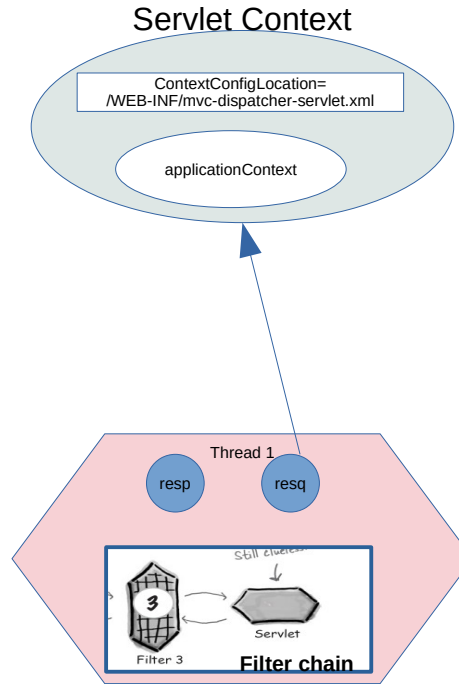 Servlet Context
ContextConfigLocation=
/WEB-INF/mvc-dispatcher-servlet.xml
applicationContext
Thread 1
resp
resq
Still clueless
3
Servlet
Filter 3
Filter chain